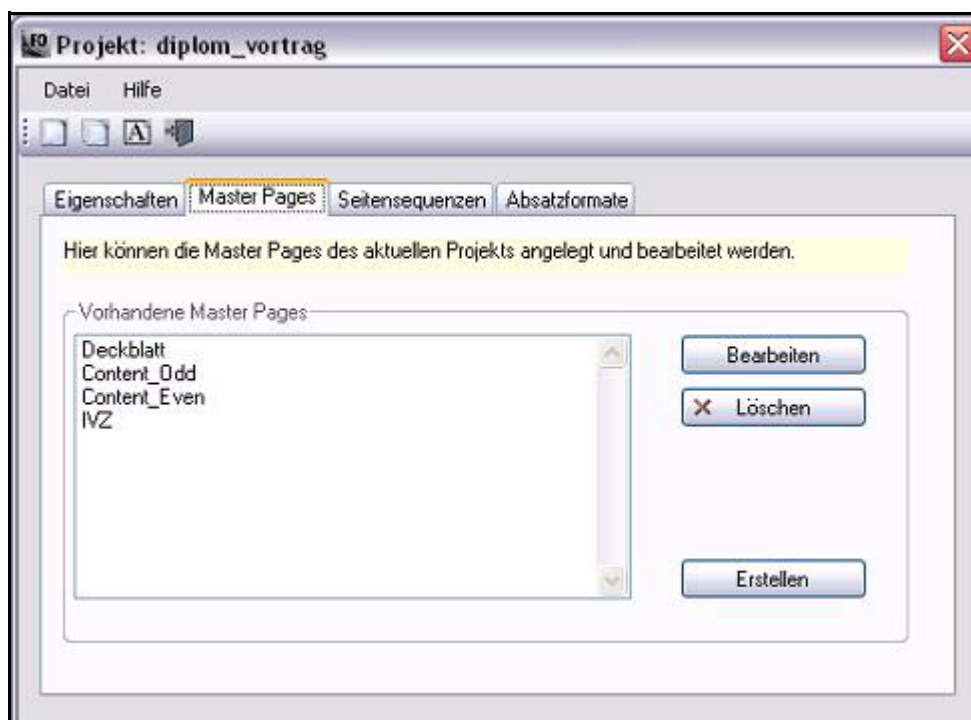 FO Projekt: diplom_vortrag
Datei Hilfe
A
Eigenschaften Master Pages Seitensequenzen Absatzformate
Hier können die Master Pages des aktuellen Projekts angelegt und bearbeitet werden.
Vorhandene Master Pages
Deckblatt
Content_Odd
Content_Even
IVZ
Bearbeiten
Löschen
Erstellen